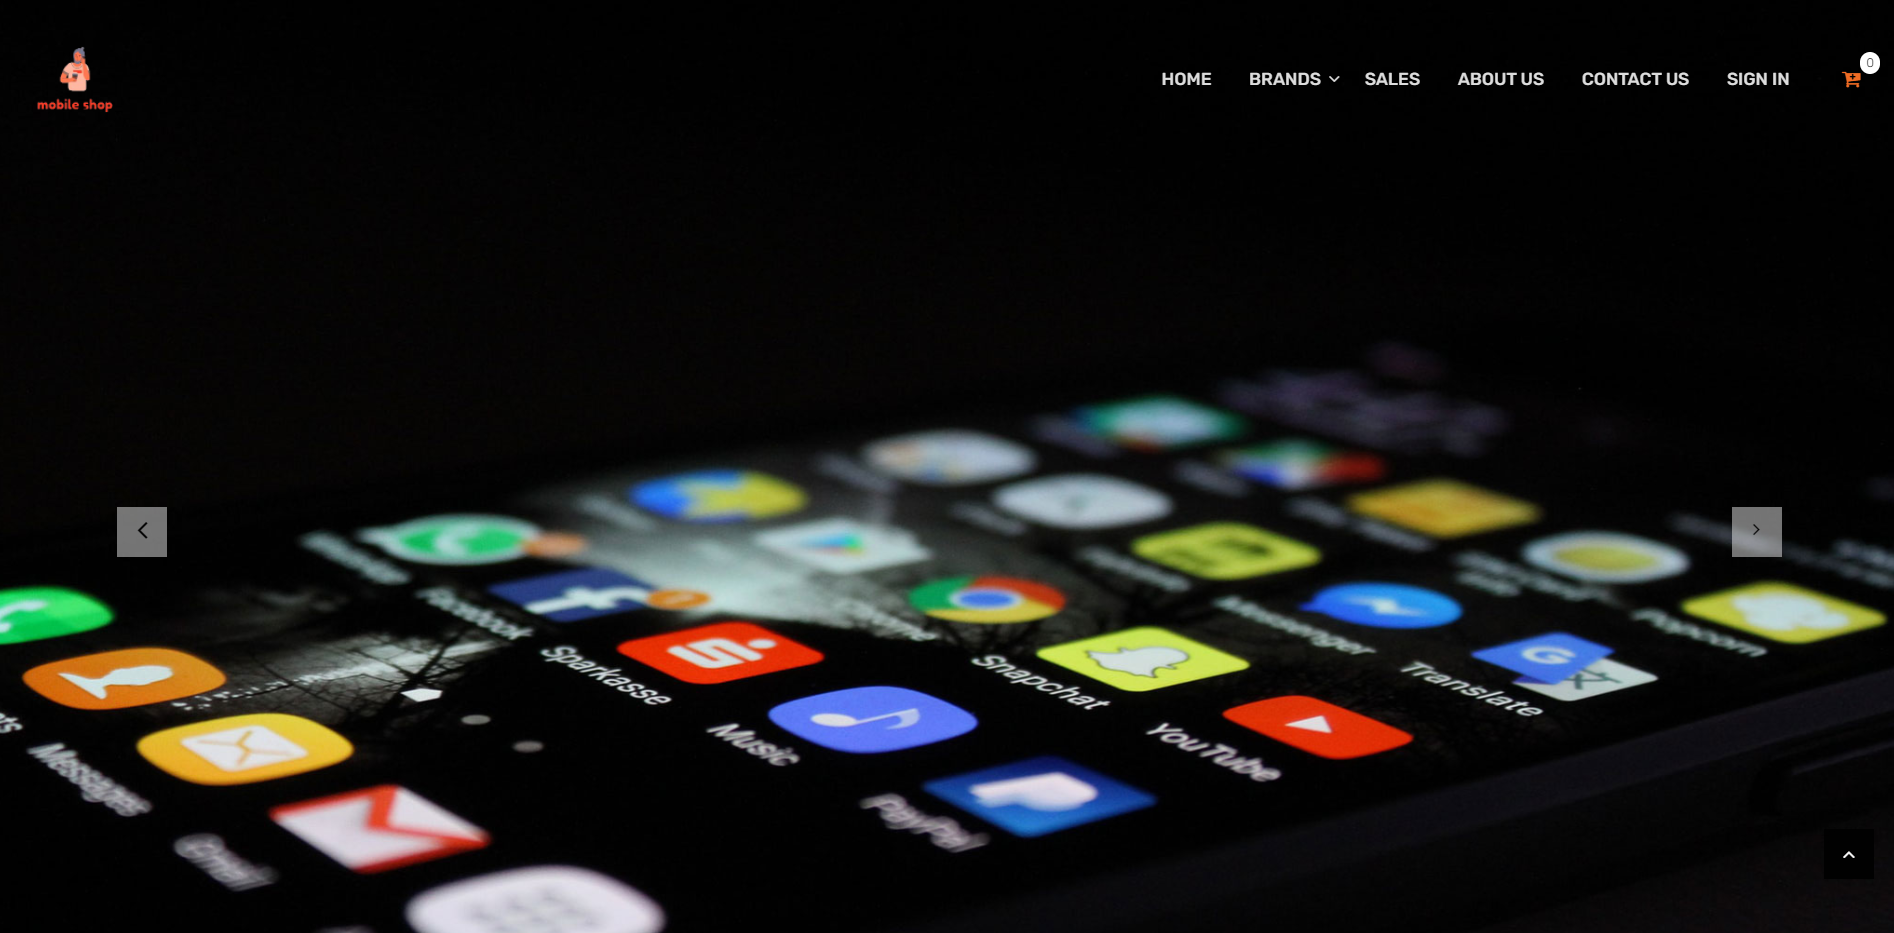 0
HOME BRANDS SALES ABOUT US CONTACT US SIGN IN
mobile shop
WhatsApp
Facebook
Chrome
Messenger
Popcorn
Sparkasse
Snapchat
Translate
Music
YouTube
Messages
PayPal
Gmail